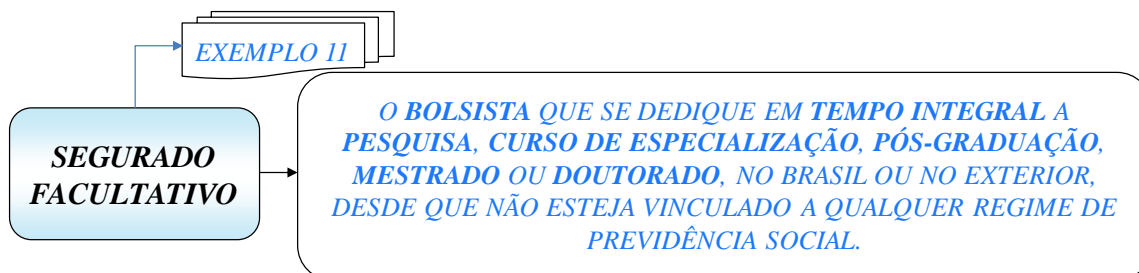 EXEMPLO 11
SEGURADO
FACULTATIVO
O BOLSISTA QUE SE DEDIQUE EM TEMPO INTEGRAL A
PESQUISA, CURSO DE ESPECIALIZAÇÃO, PÓS-GRADUAÇÃO,
MESTRADO OU DOUTORADO, NO BRASIL OU NO EXTERIOR,
DESDE QUE NÃO ESTEJA VINCULADO A QUALQUER REGIME DE
PREVIDÊNCIA SOCIAL.